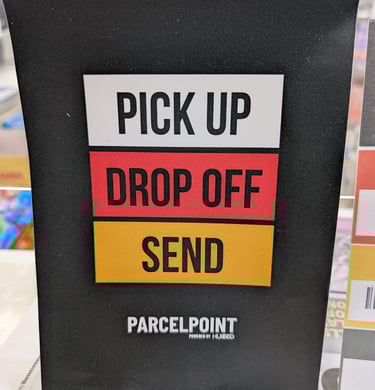 PICK UP
DROP OFF
SEND
PARCELPOINT
POWERED BY HUBBED